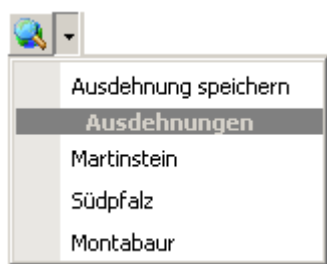 Ausdehnung speichern
Ausdehnungen
Martinstein
Südpfalz
Montabaur